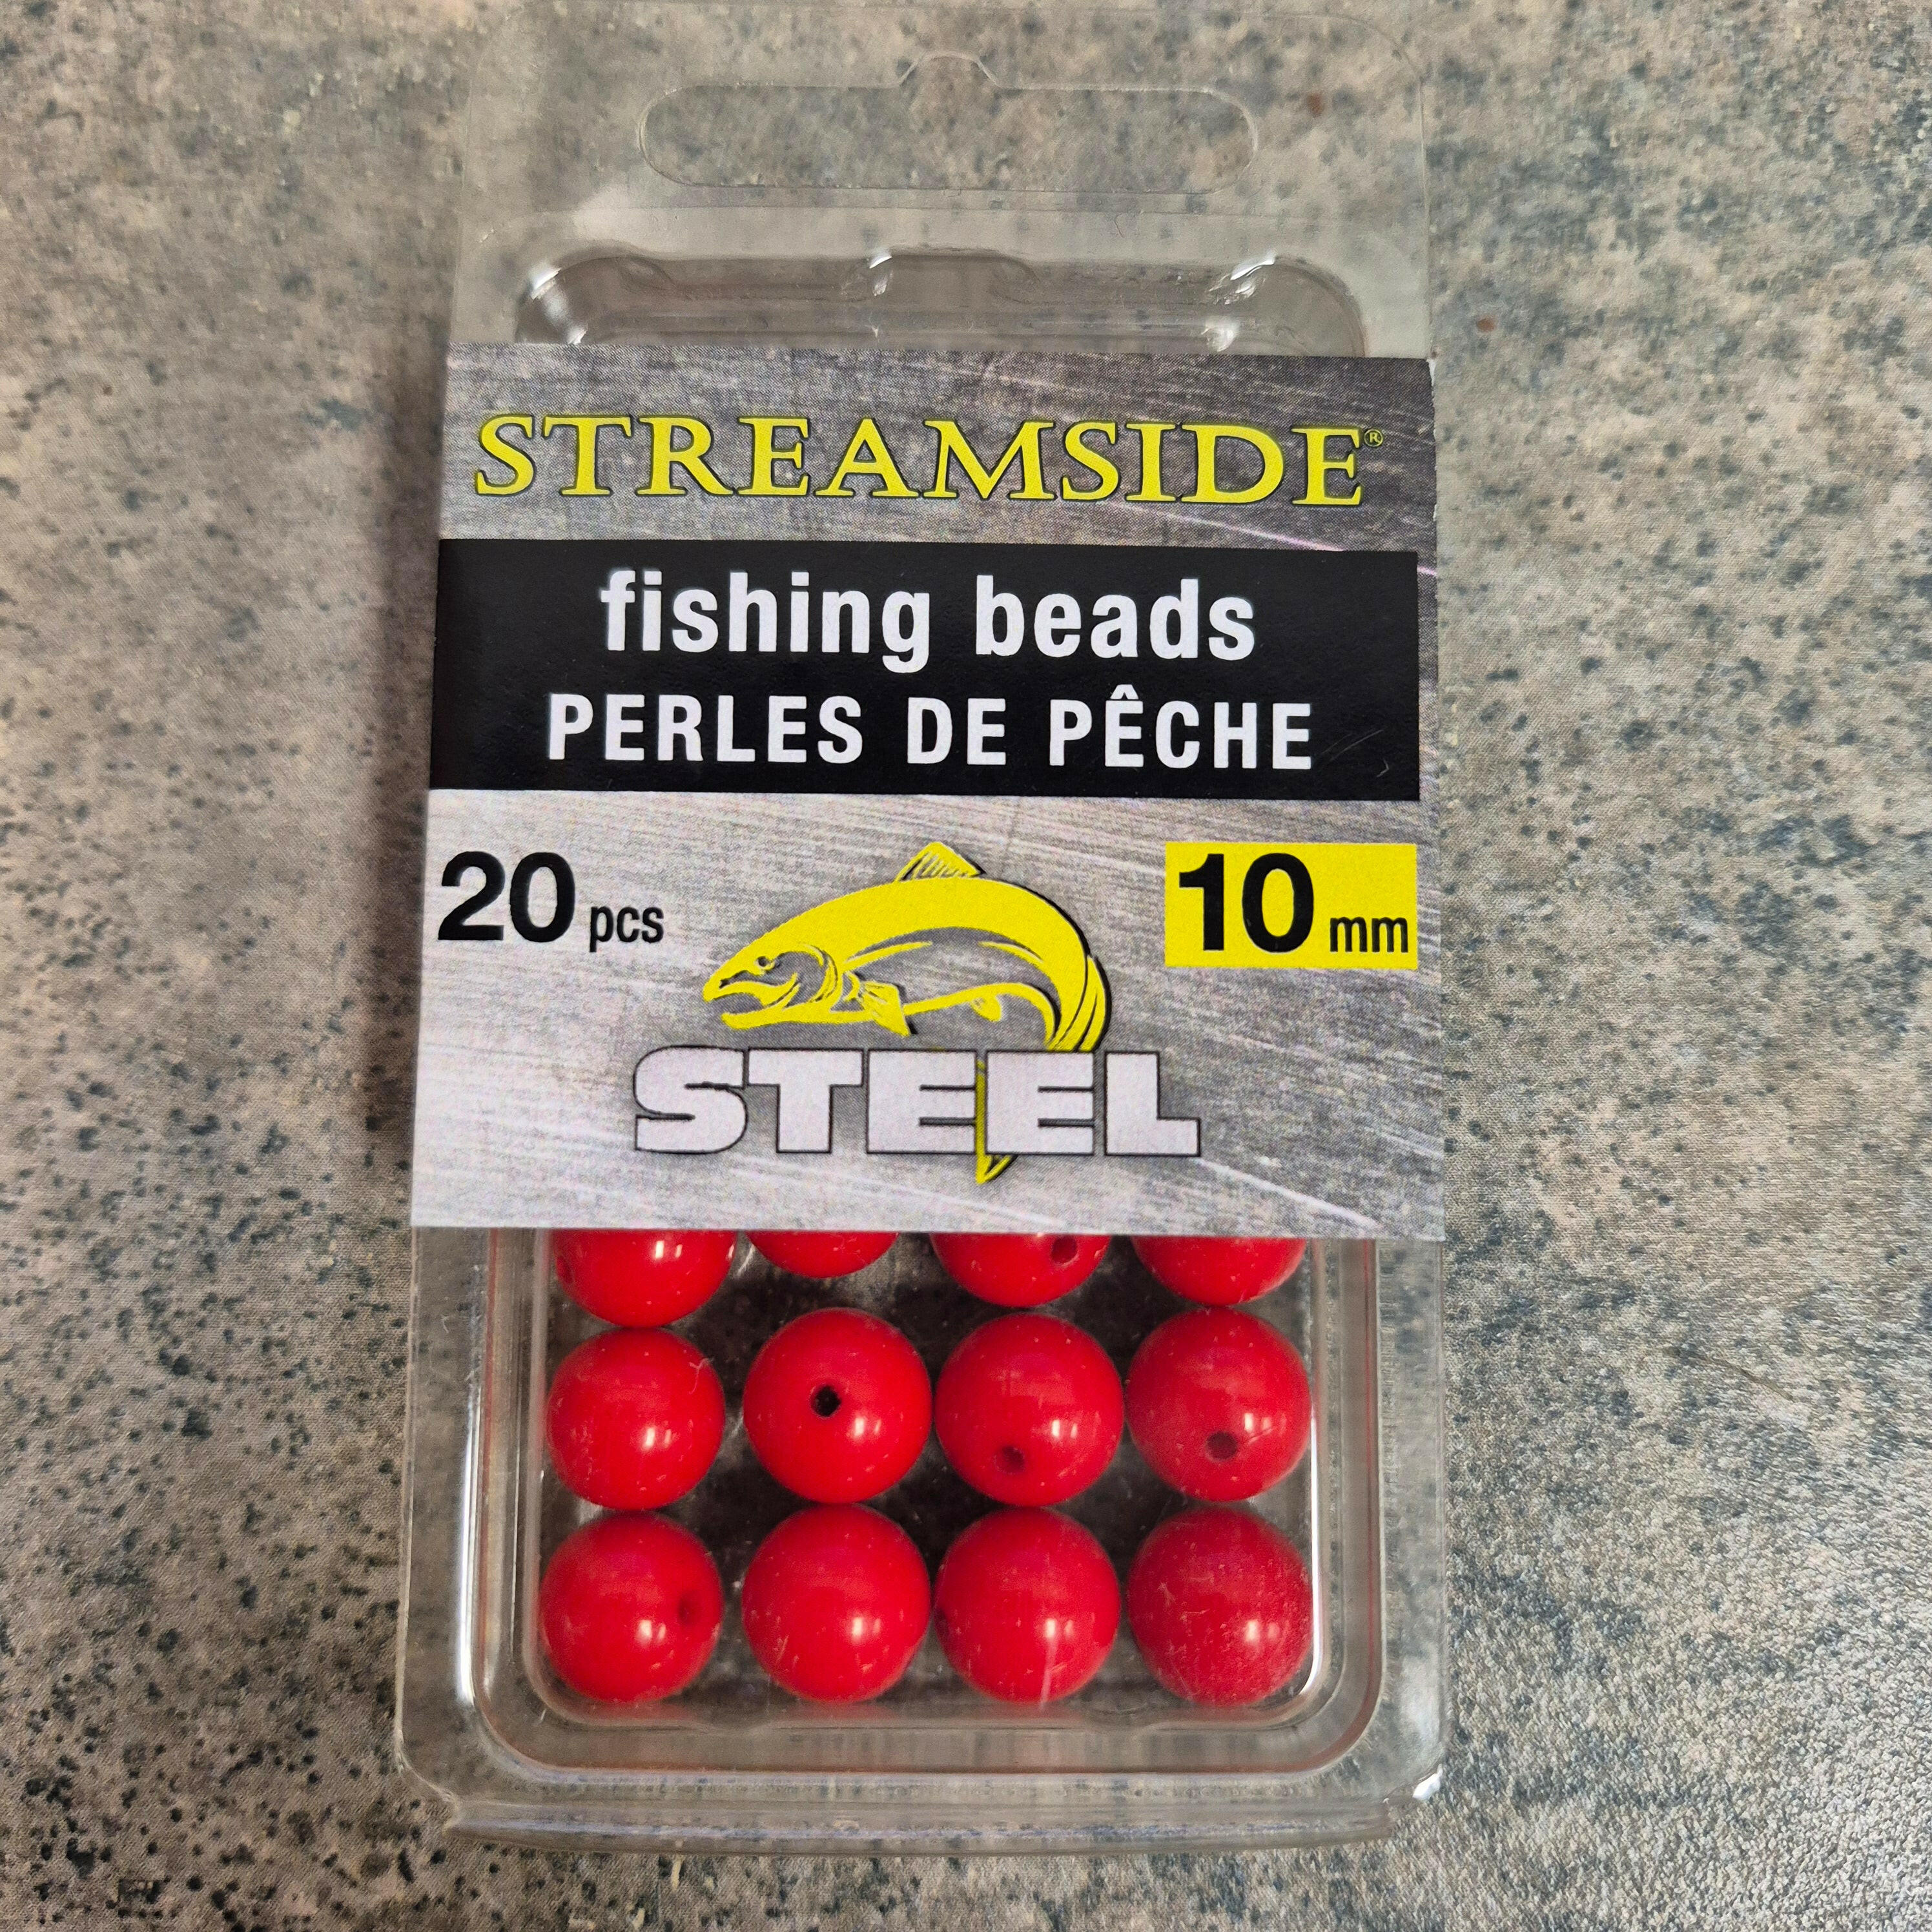 STREAMSIDE®
fishing beads
PERLES DE PÊCHE
20 pcs
10 mm
STEEL